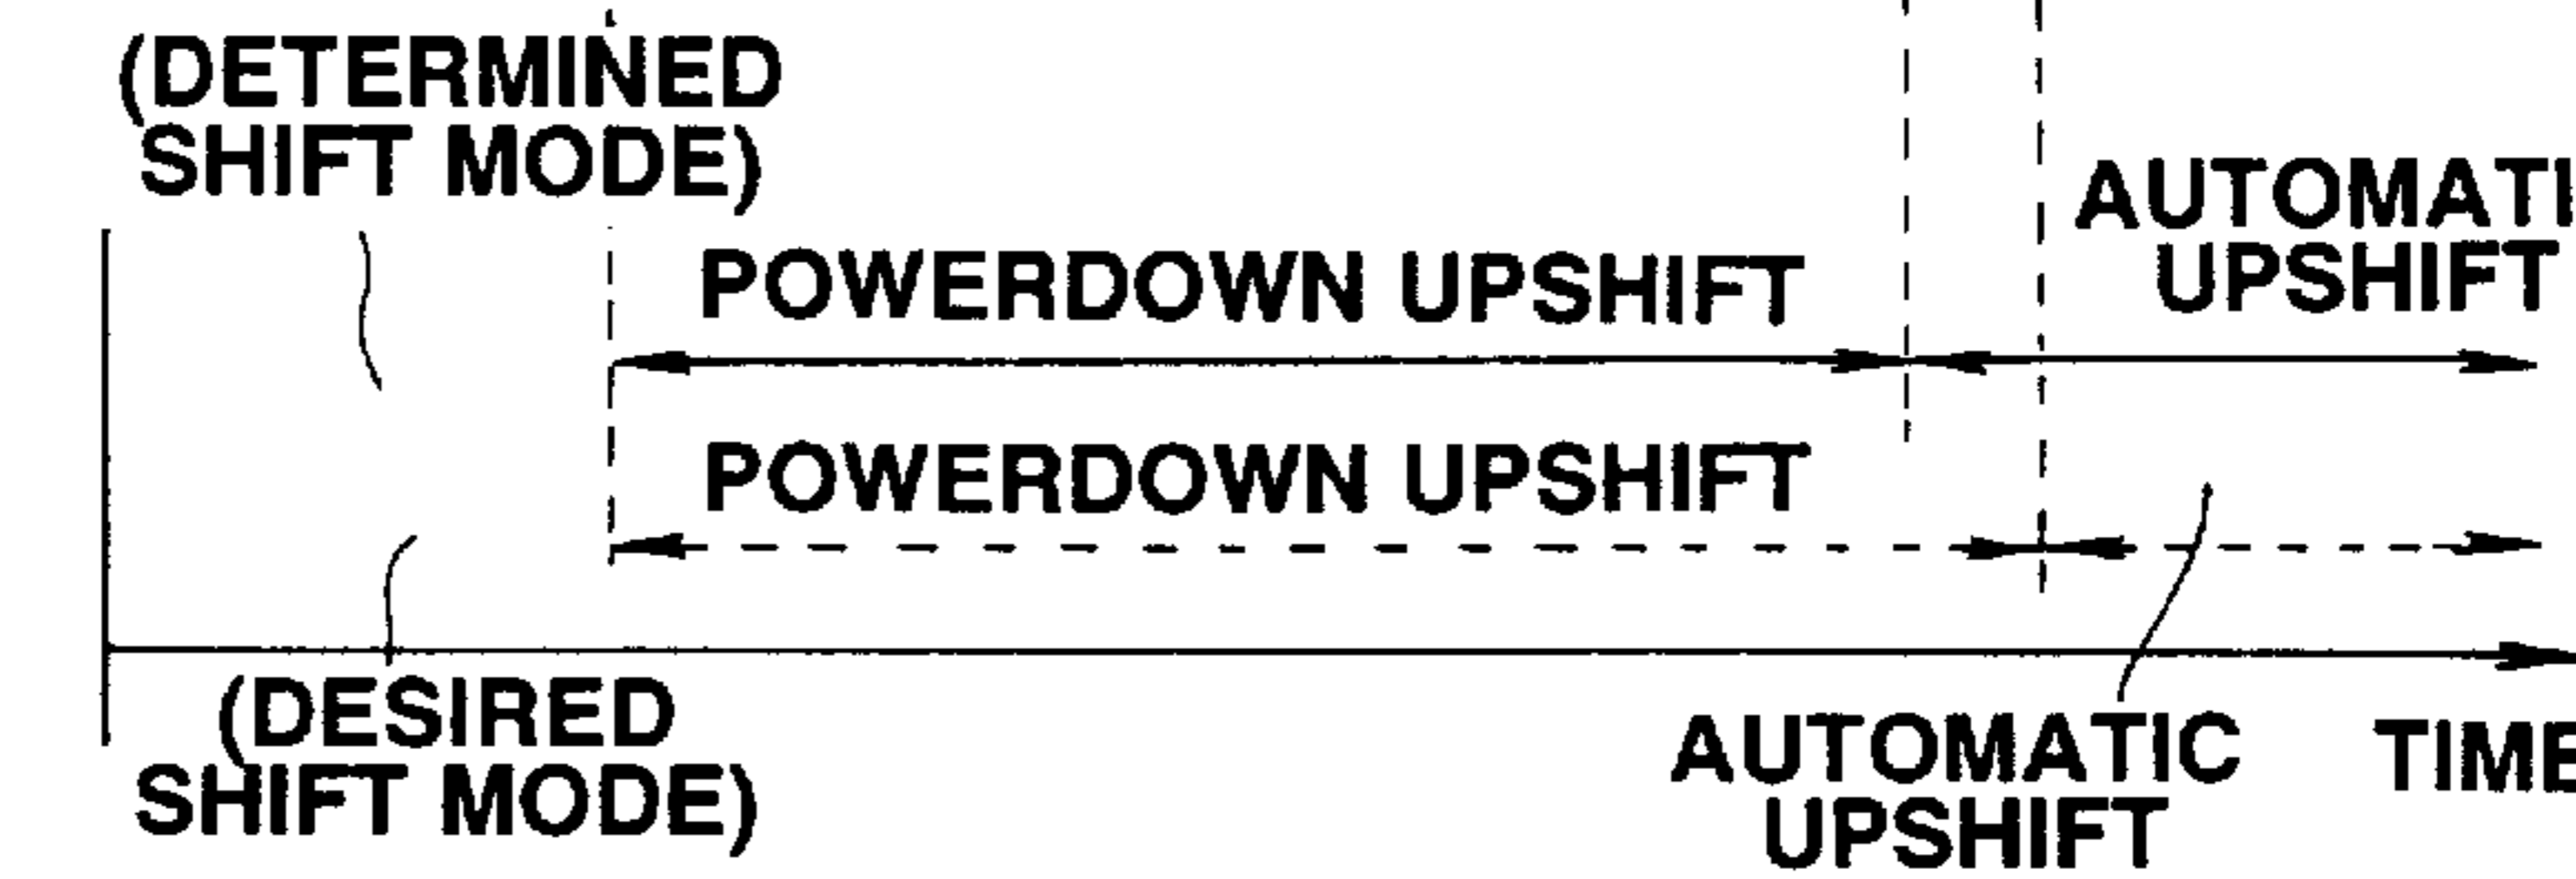 (DETERMINED
SHIFT MODE)
AUTOMATI
UPSHIFT
POWERDOWN UPSHIFT
POWERDOWN UPSHIFT
(DESIRED
SHIFT MODE)
AUTOMATIC
UPSHIFT
TIME